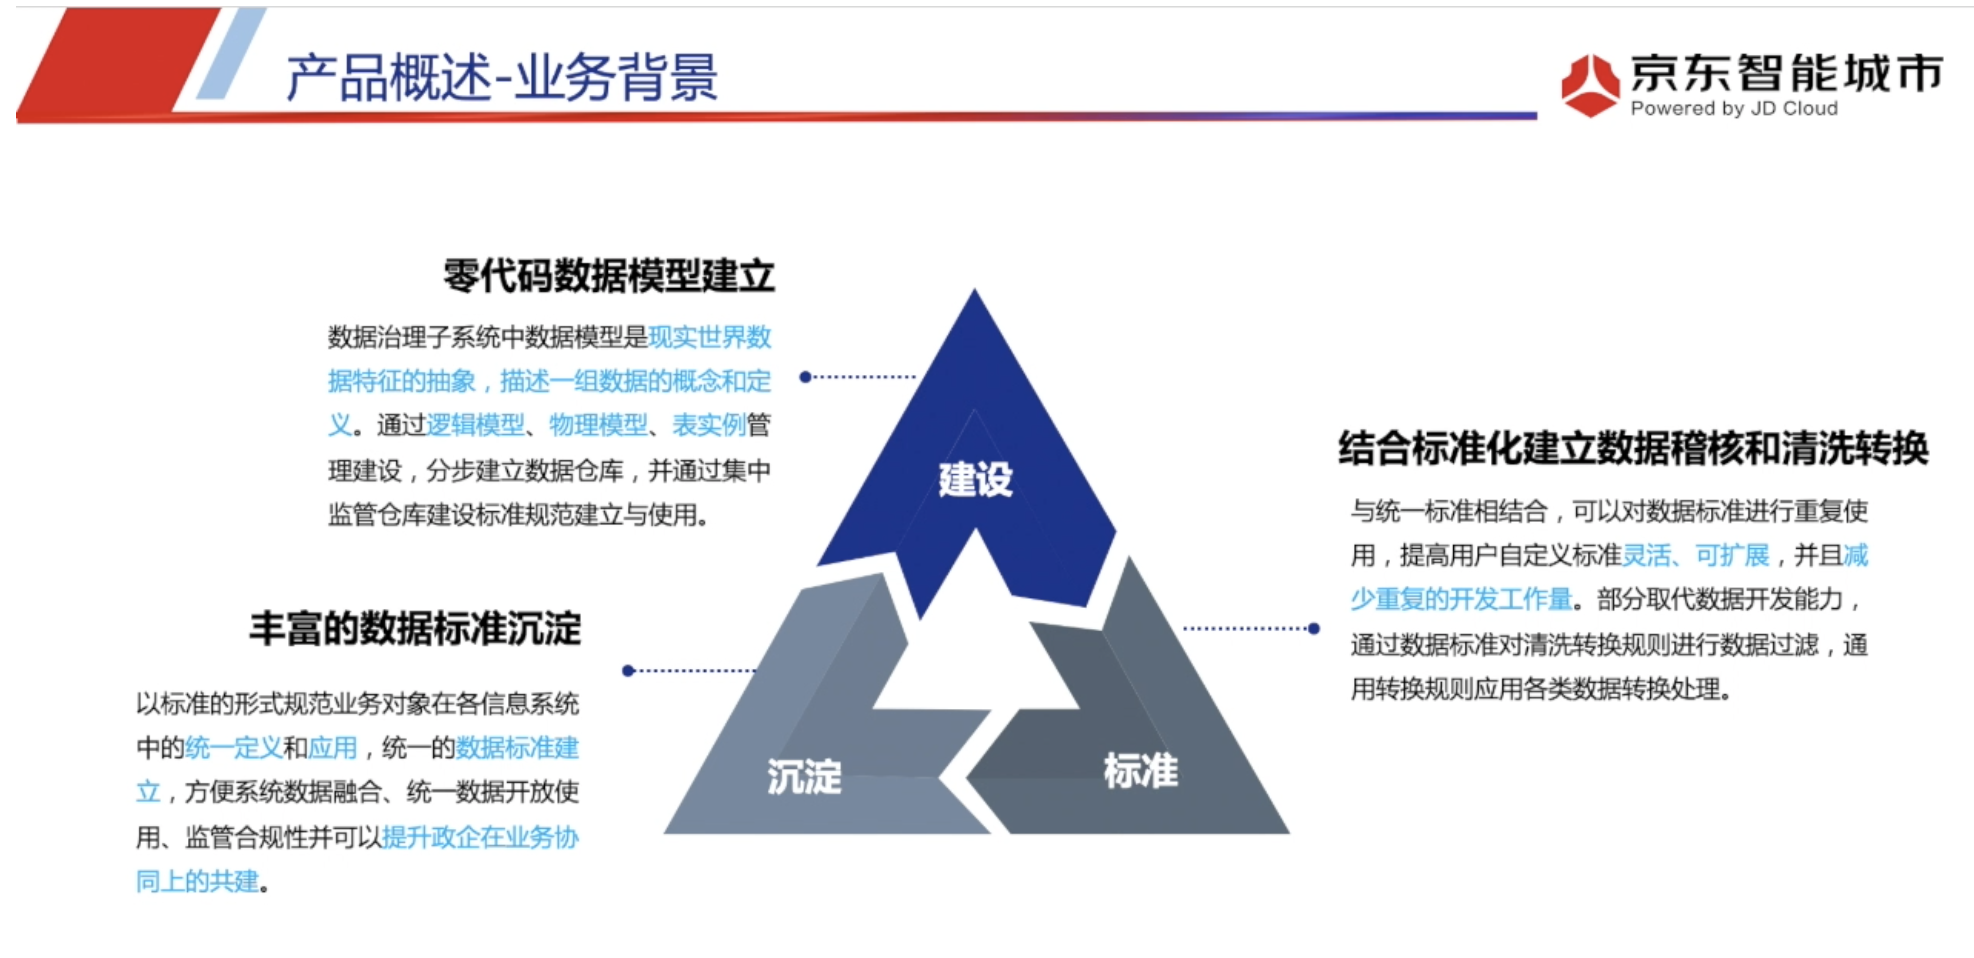 产品概述-业务背景
京东智能城市
Powered by JD Cloud
零代码数据模型建立
数据治理子系统中数据模型是现实世界数
据特征的抽象，描述一组数据的概念和定
义。通过逻辑模型、物理模型、表实例管
理建设，分步建立数据仓库，并通过集中
监管仓库建设标准规范建立与使用。
建设
结合标准化建立数据稽核和清洗转换
与统一标准相结合，可以对数据标准进行重复使
用，提高用户自定义标准灵活、可扩展，并且减
少重复的开发工作量。部分取代数据开发能力，
通过数据标准对清洗转换规则进行数据过滤，通
用转换规则应用各类数据转换处理。
丰富的数据标准沉淀
以标准的形式规范业务对象在各信息系统
中的统一定义和应用，统一的数据标准建
立，方便系统数据融合、统一数据开放使
用、监管合规性并可以提升政企在业务协
同上的共建。
沉淀
标准